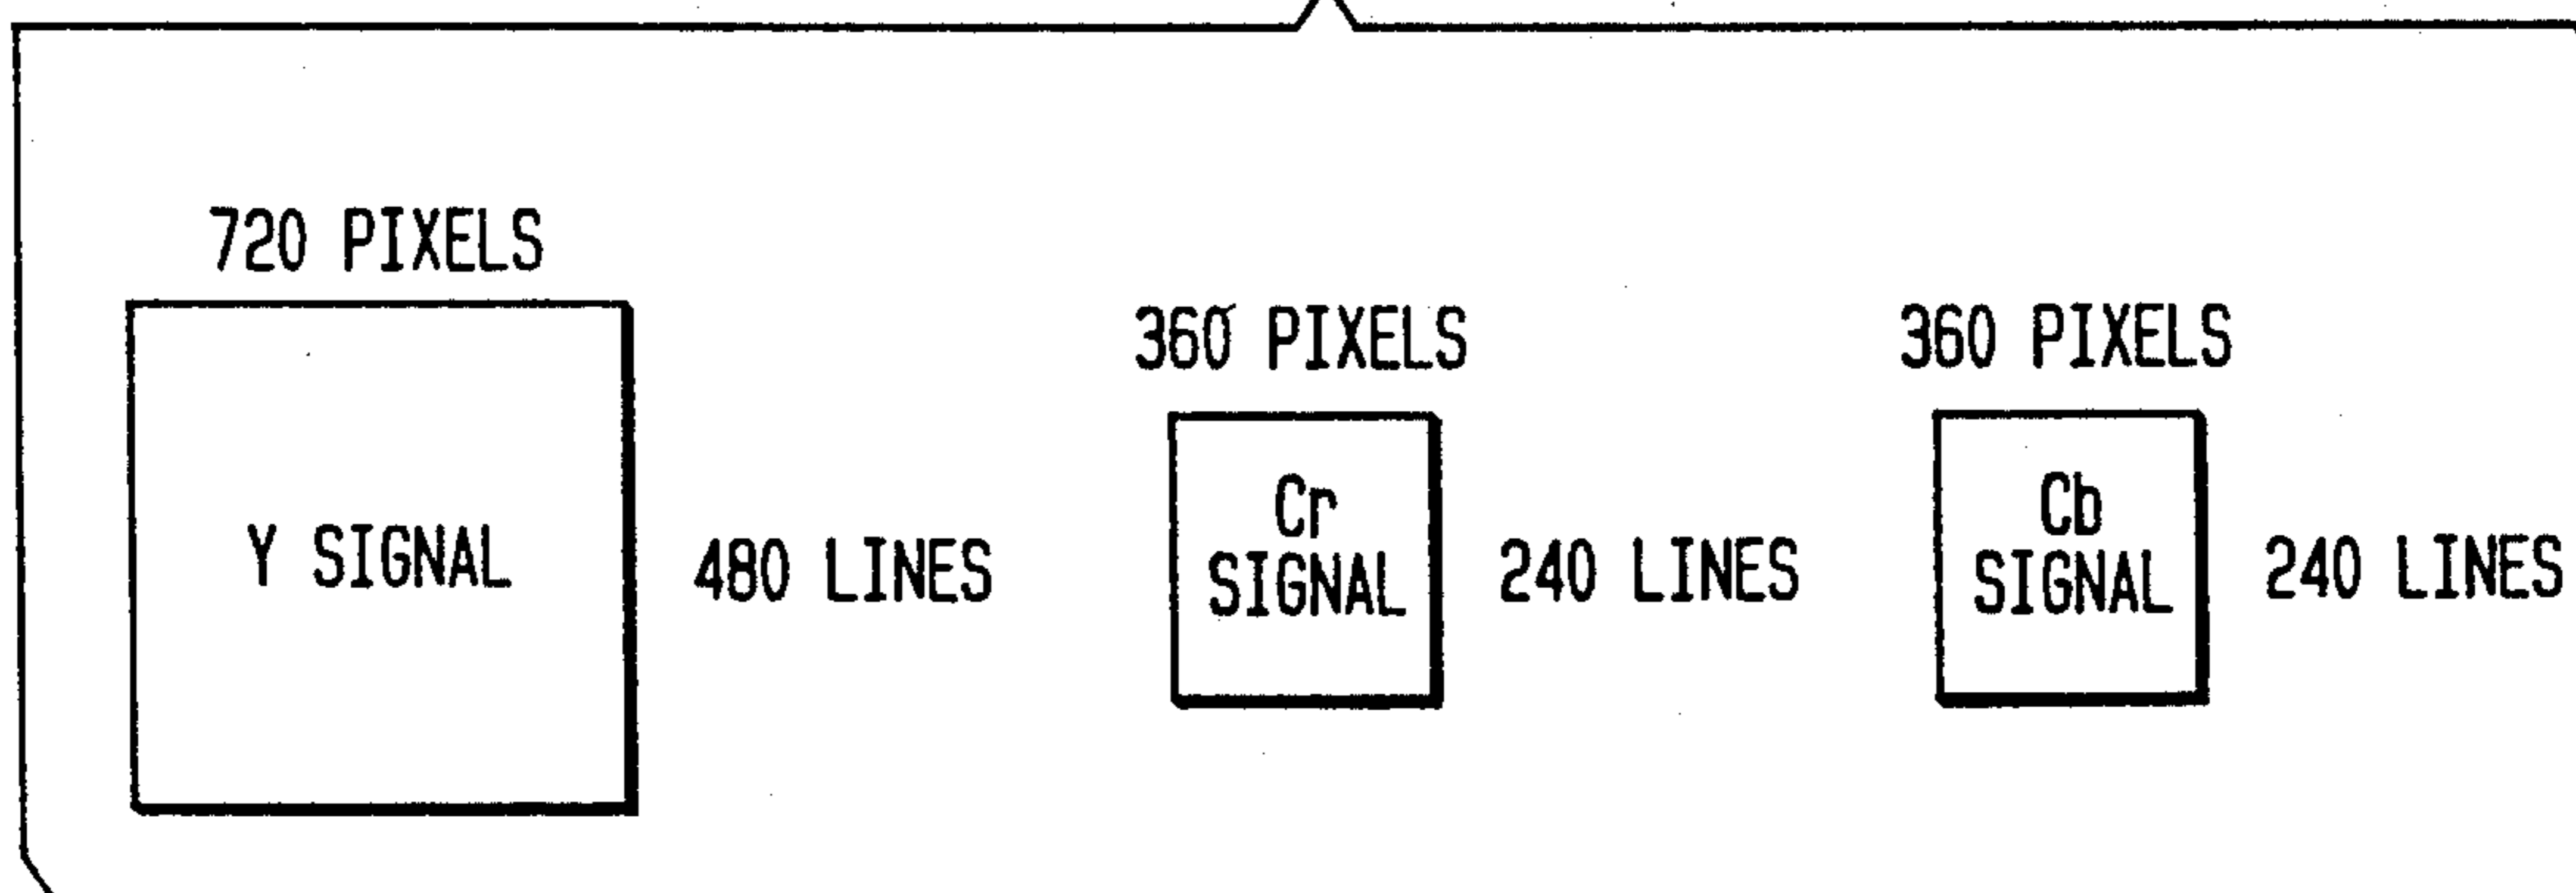 720 PIXELS
Y SIGNAL
480 LINES
360 PIXELS
Cr
SIGNAL
240 LINES
360 PIXELS
Cb
SIGNAL
240 LINES